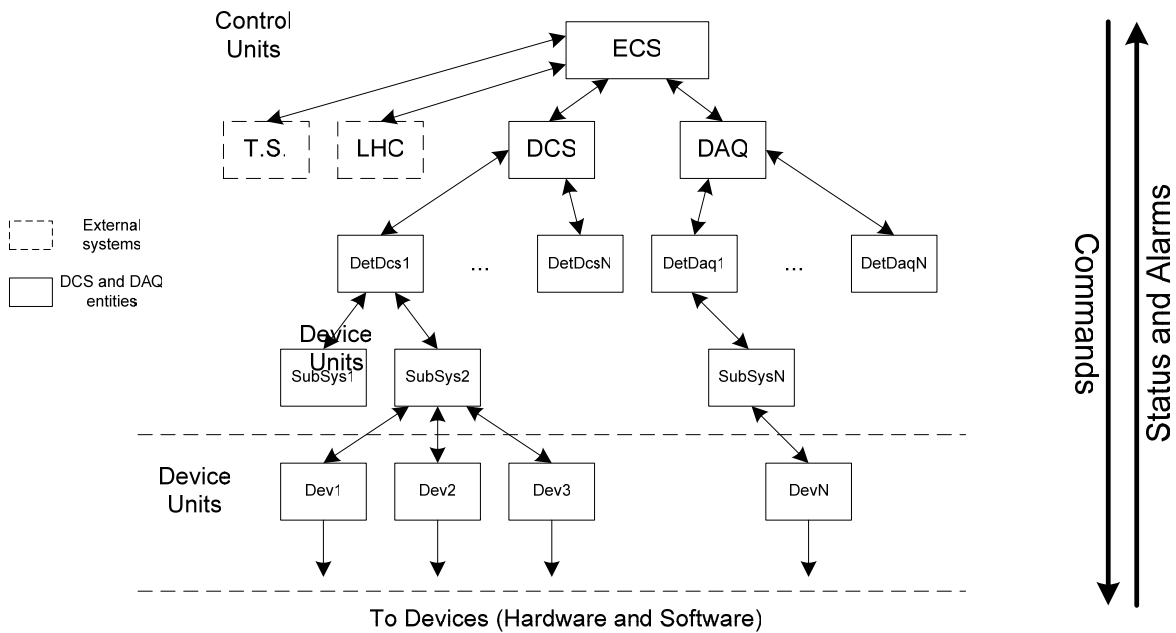 Control
Units
ECS
T.S.
LHC
DCS
DAQ
External
systems
DCS and DAQ
entities
DetDcs1
...
DetDcsN
DetDaq1
...
DetDaqN
Device
Units
SubSys1
SubSys2
SubSysN
Device
Units
Dev1
Dev2
Dev3
DevN
To Devices (Hardware and Software)
Commands
Status and Alarms